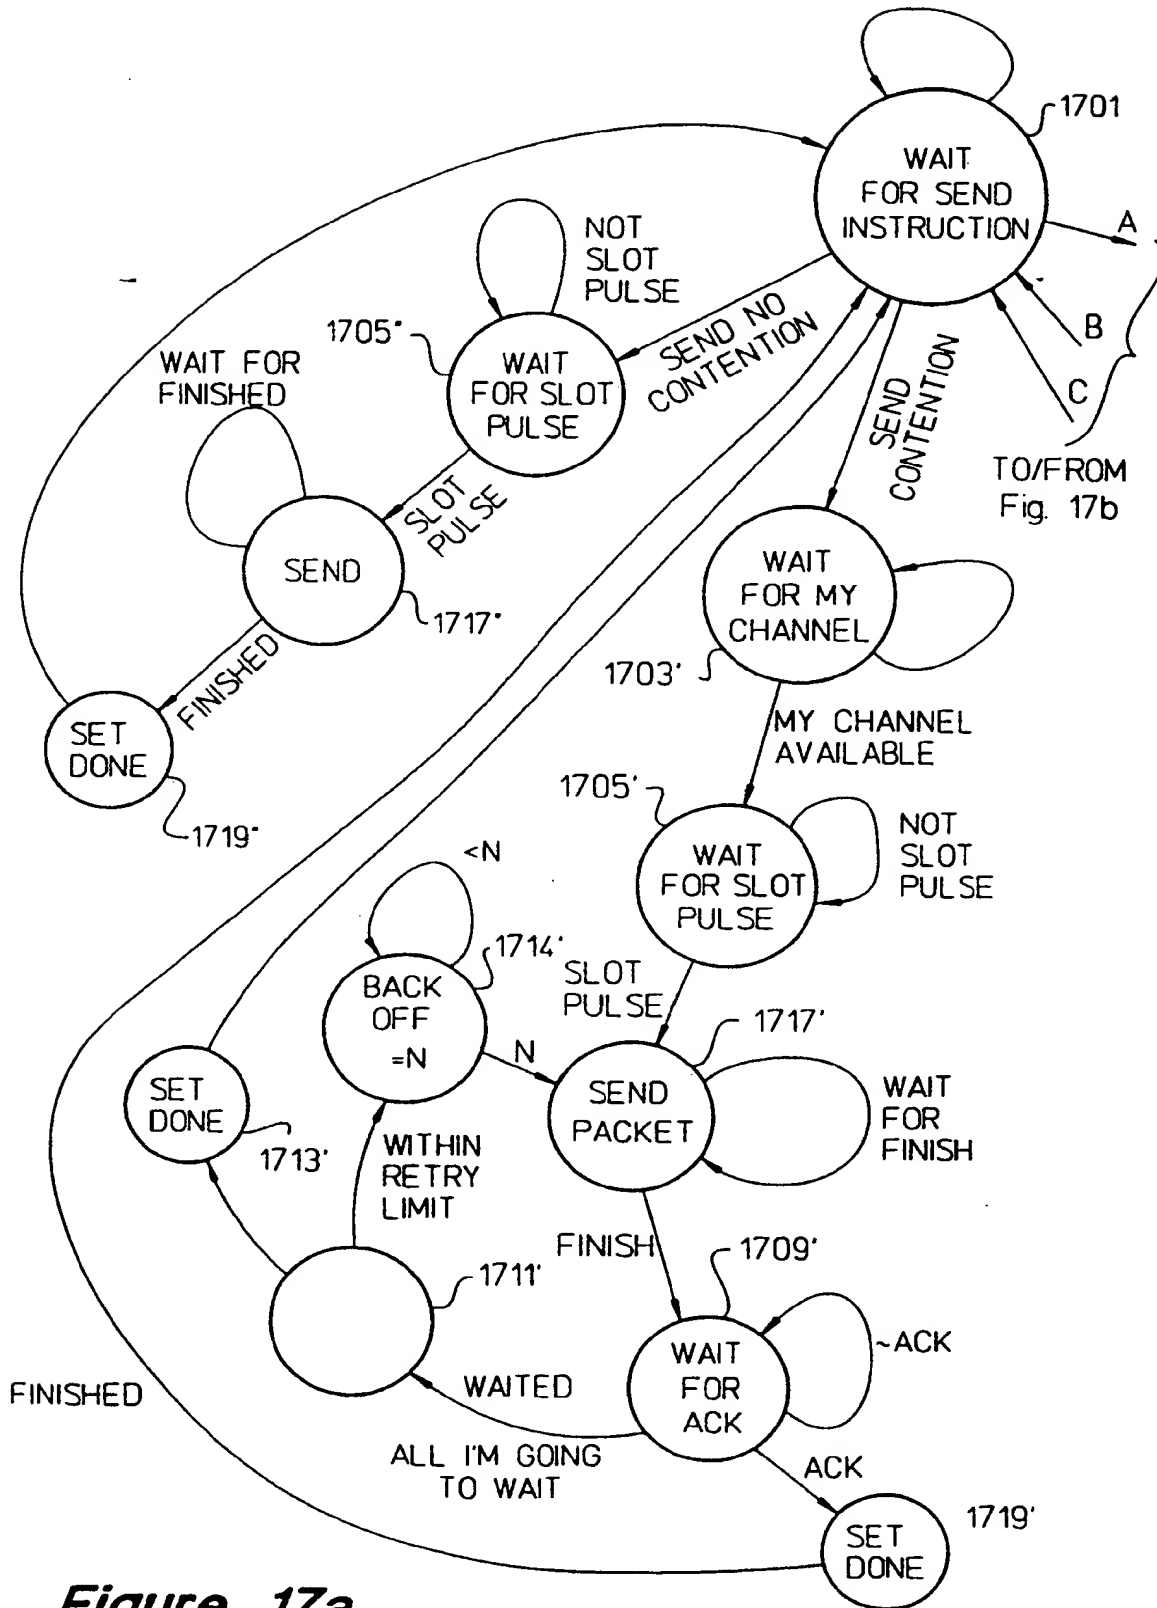 1701
WAIT
FOR SEND
INSTRUCTION
A
B
C
TO/FROM
Fig. 17b
NOT
SLOT
PULSE
SEND NO
CONTENTION
SEND
CONTENTION
1705"
WAIT
FOR SLOT
PULSE
WAIT FOR
FINISHED
SLOT
PULSE
SEND
1717"
FINISHED
SET
DONE
1719"
WAIT
FOR MY
CHANNEL
1703'
MY CHANNEL
AVAILABLE
1705'
WAIT
FOR SLOT
PULSE
NOT
SLOT
PULSE
<N
1714'
BACK
OFF
=N
SLOT
PULSE
N
1717'
SEND
PACKET
WAIT
FOR
FINISH
SET
DONE
1713'
WITHIN
RETRY
LIMIT
FINISH
1709'
1711'
WAIT
FOR
ACK
~ACK
WAITED
ALL I'M GOING
TO WAIT
FINISHED
ACK
1719'
SET
DONE
Figure 17a